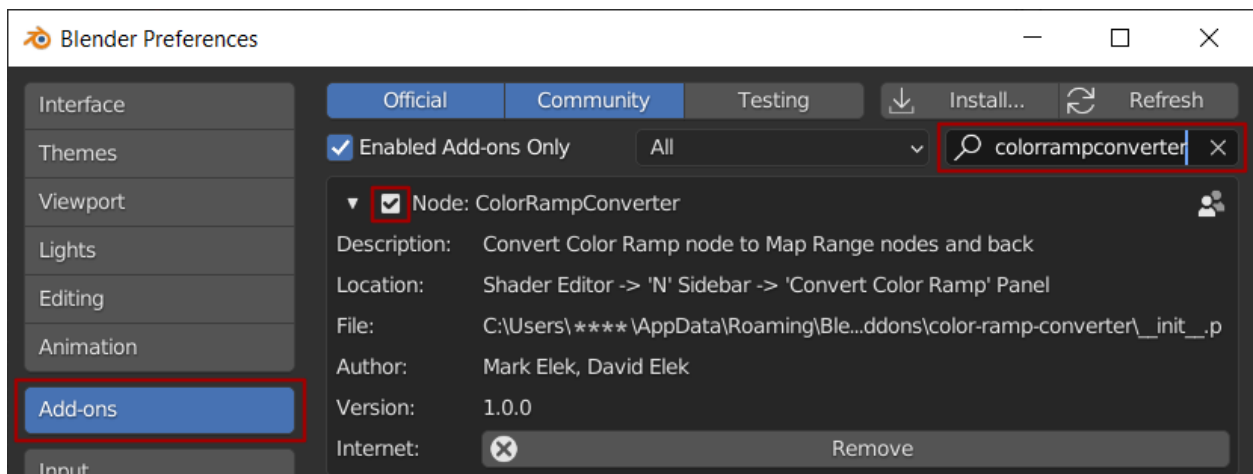 Blender Preferences
Interface
Themes
Viewport
Lights
Editing
Animation
Add-ons
Input
Official Community Testing Install... Refresh
Enabled Add-ons Only All colorrampconverter
Node: ColorRampConverter
Description: Convert Color Ramp node to Map Range nodes and back
Location: Shader Editor -> 'N' Sidebar -> 'Convert Color Ramp' Panel
File: C:\Users\****\AppData\Roaming\Ble...ddons\color-ramp-converter\__init__.p
Author: Mark Elek, David Elek
Version: 1.0.0
Internet: Remove